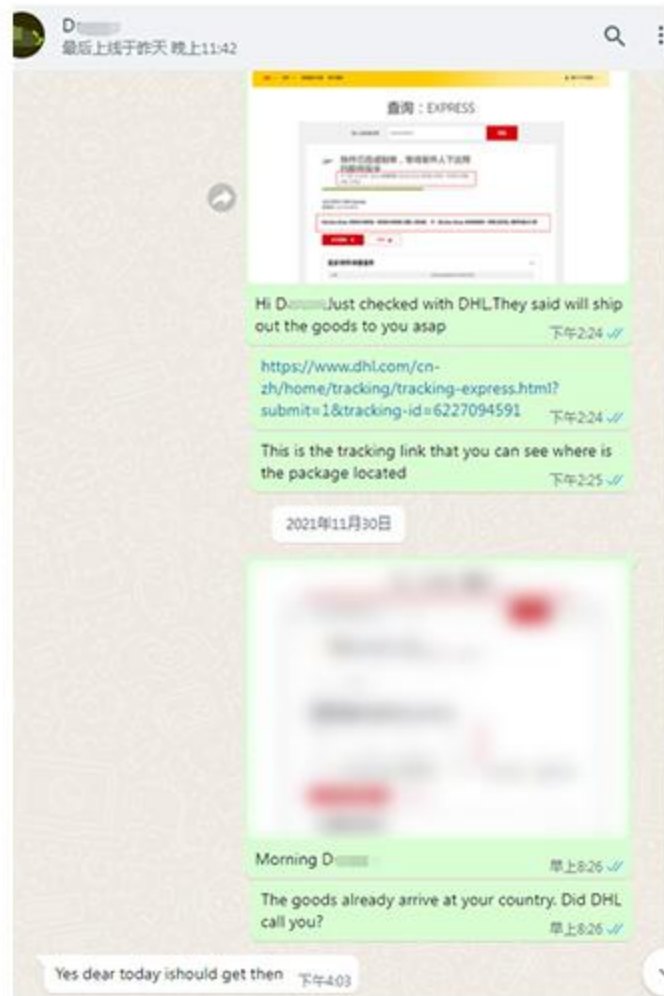 D
最后上线于昨天 晚上11:42
查询：EXPRESS
Hi D Just checked with DHL.They said will ship
out the goods to you asap
下午2:24
https://www.dhl.com/cn-
zh/home/tracking/tracking-express.html?
submit=1&tracking-id=6227094591
下午2:24
This is the tracking link that you can see where is
the package located
下午2:25
2021年11月30日
Morning D
早上8:26
The goods already arrive at your country. Did DHL
call you?
早上8:26
Yes dear today ishould get then
下午4:03